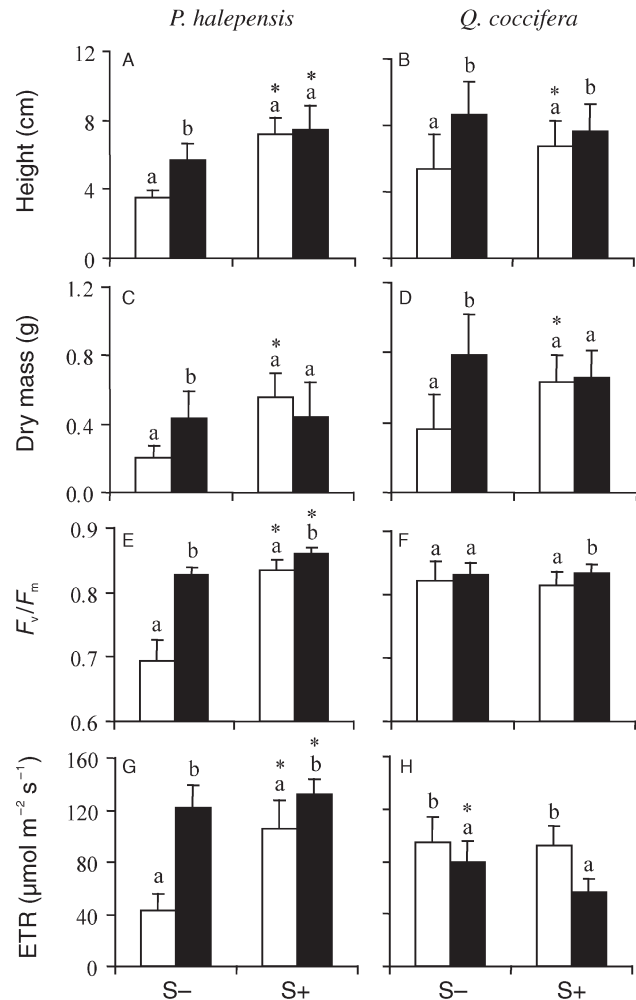 P. halepensis Q. coccifera
Height (cm)
12
8
4
0
A
a
b
*
a
*
a
B
a
b
*
a
b
Dry mass (g)
1.2
0.8
0.4
0.0
C
a
b
*
a
a
D
a
b
*
a
a
Fv/Fm
0.9
0.8
0.7
0.6
E
a
b
*
a
*
b
F
a
a
a
b
ETR (µmol m−2 s−1)
160
120
80
40
0
G
a
b
*
a
*
b
H
b
*
a
b
a
S− S+ S− S+